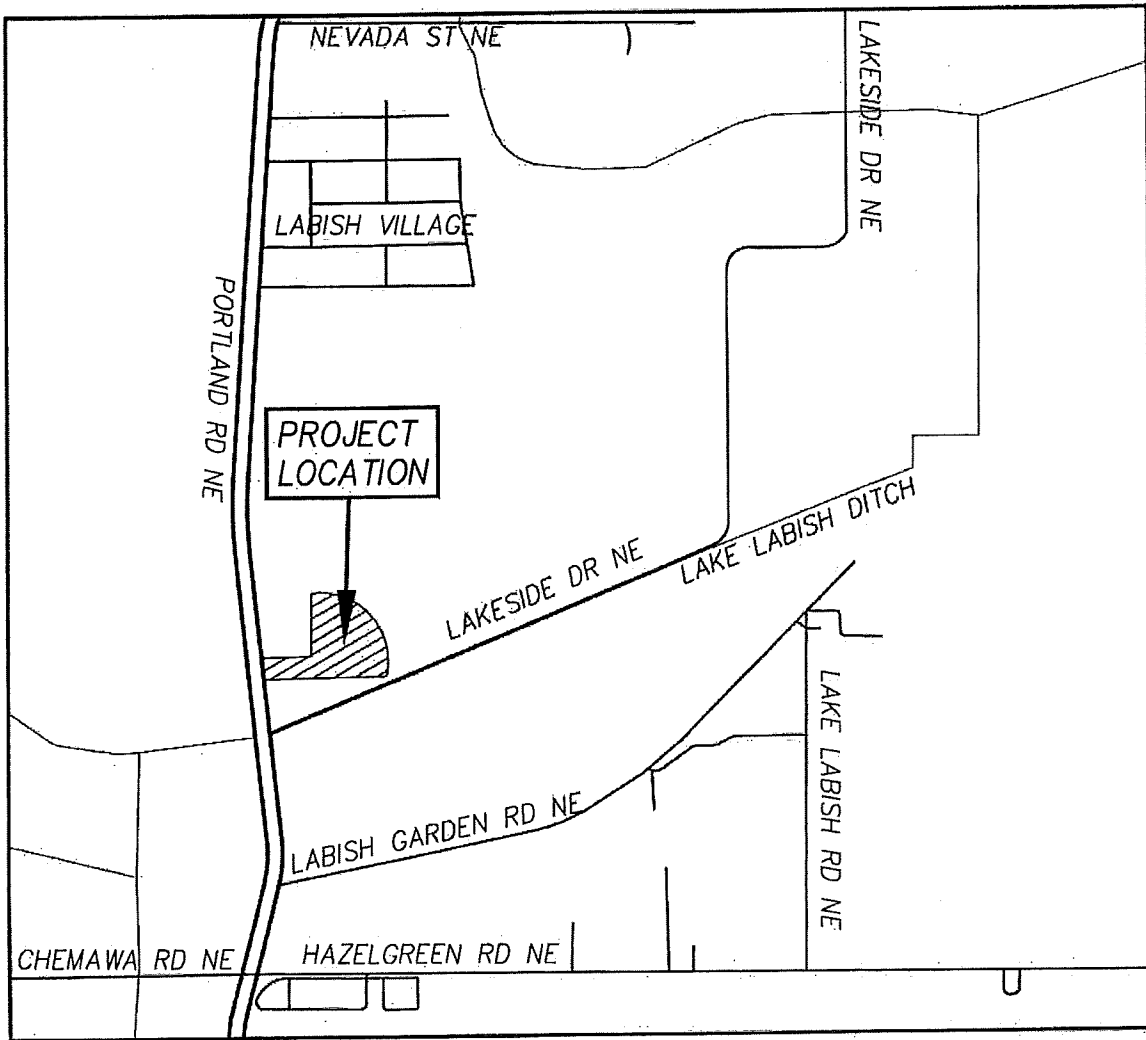 NEVADA ST NE
LAKESIDE DR NE
LABISH VILLAGE
PORTLAND RD NE
PROJECT
LOCATION
LAKESIDE DR NE
LAKE LABISH DITCH
LAKE LABISH RD NE
LABISH GARDEN RD NE
CHEMAWA RD NE
HAZELGREEN RD NE